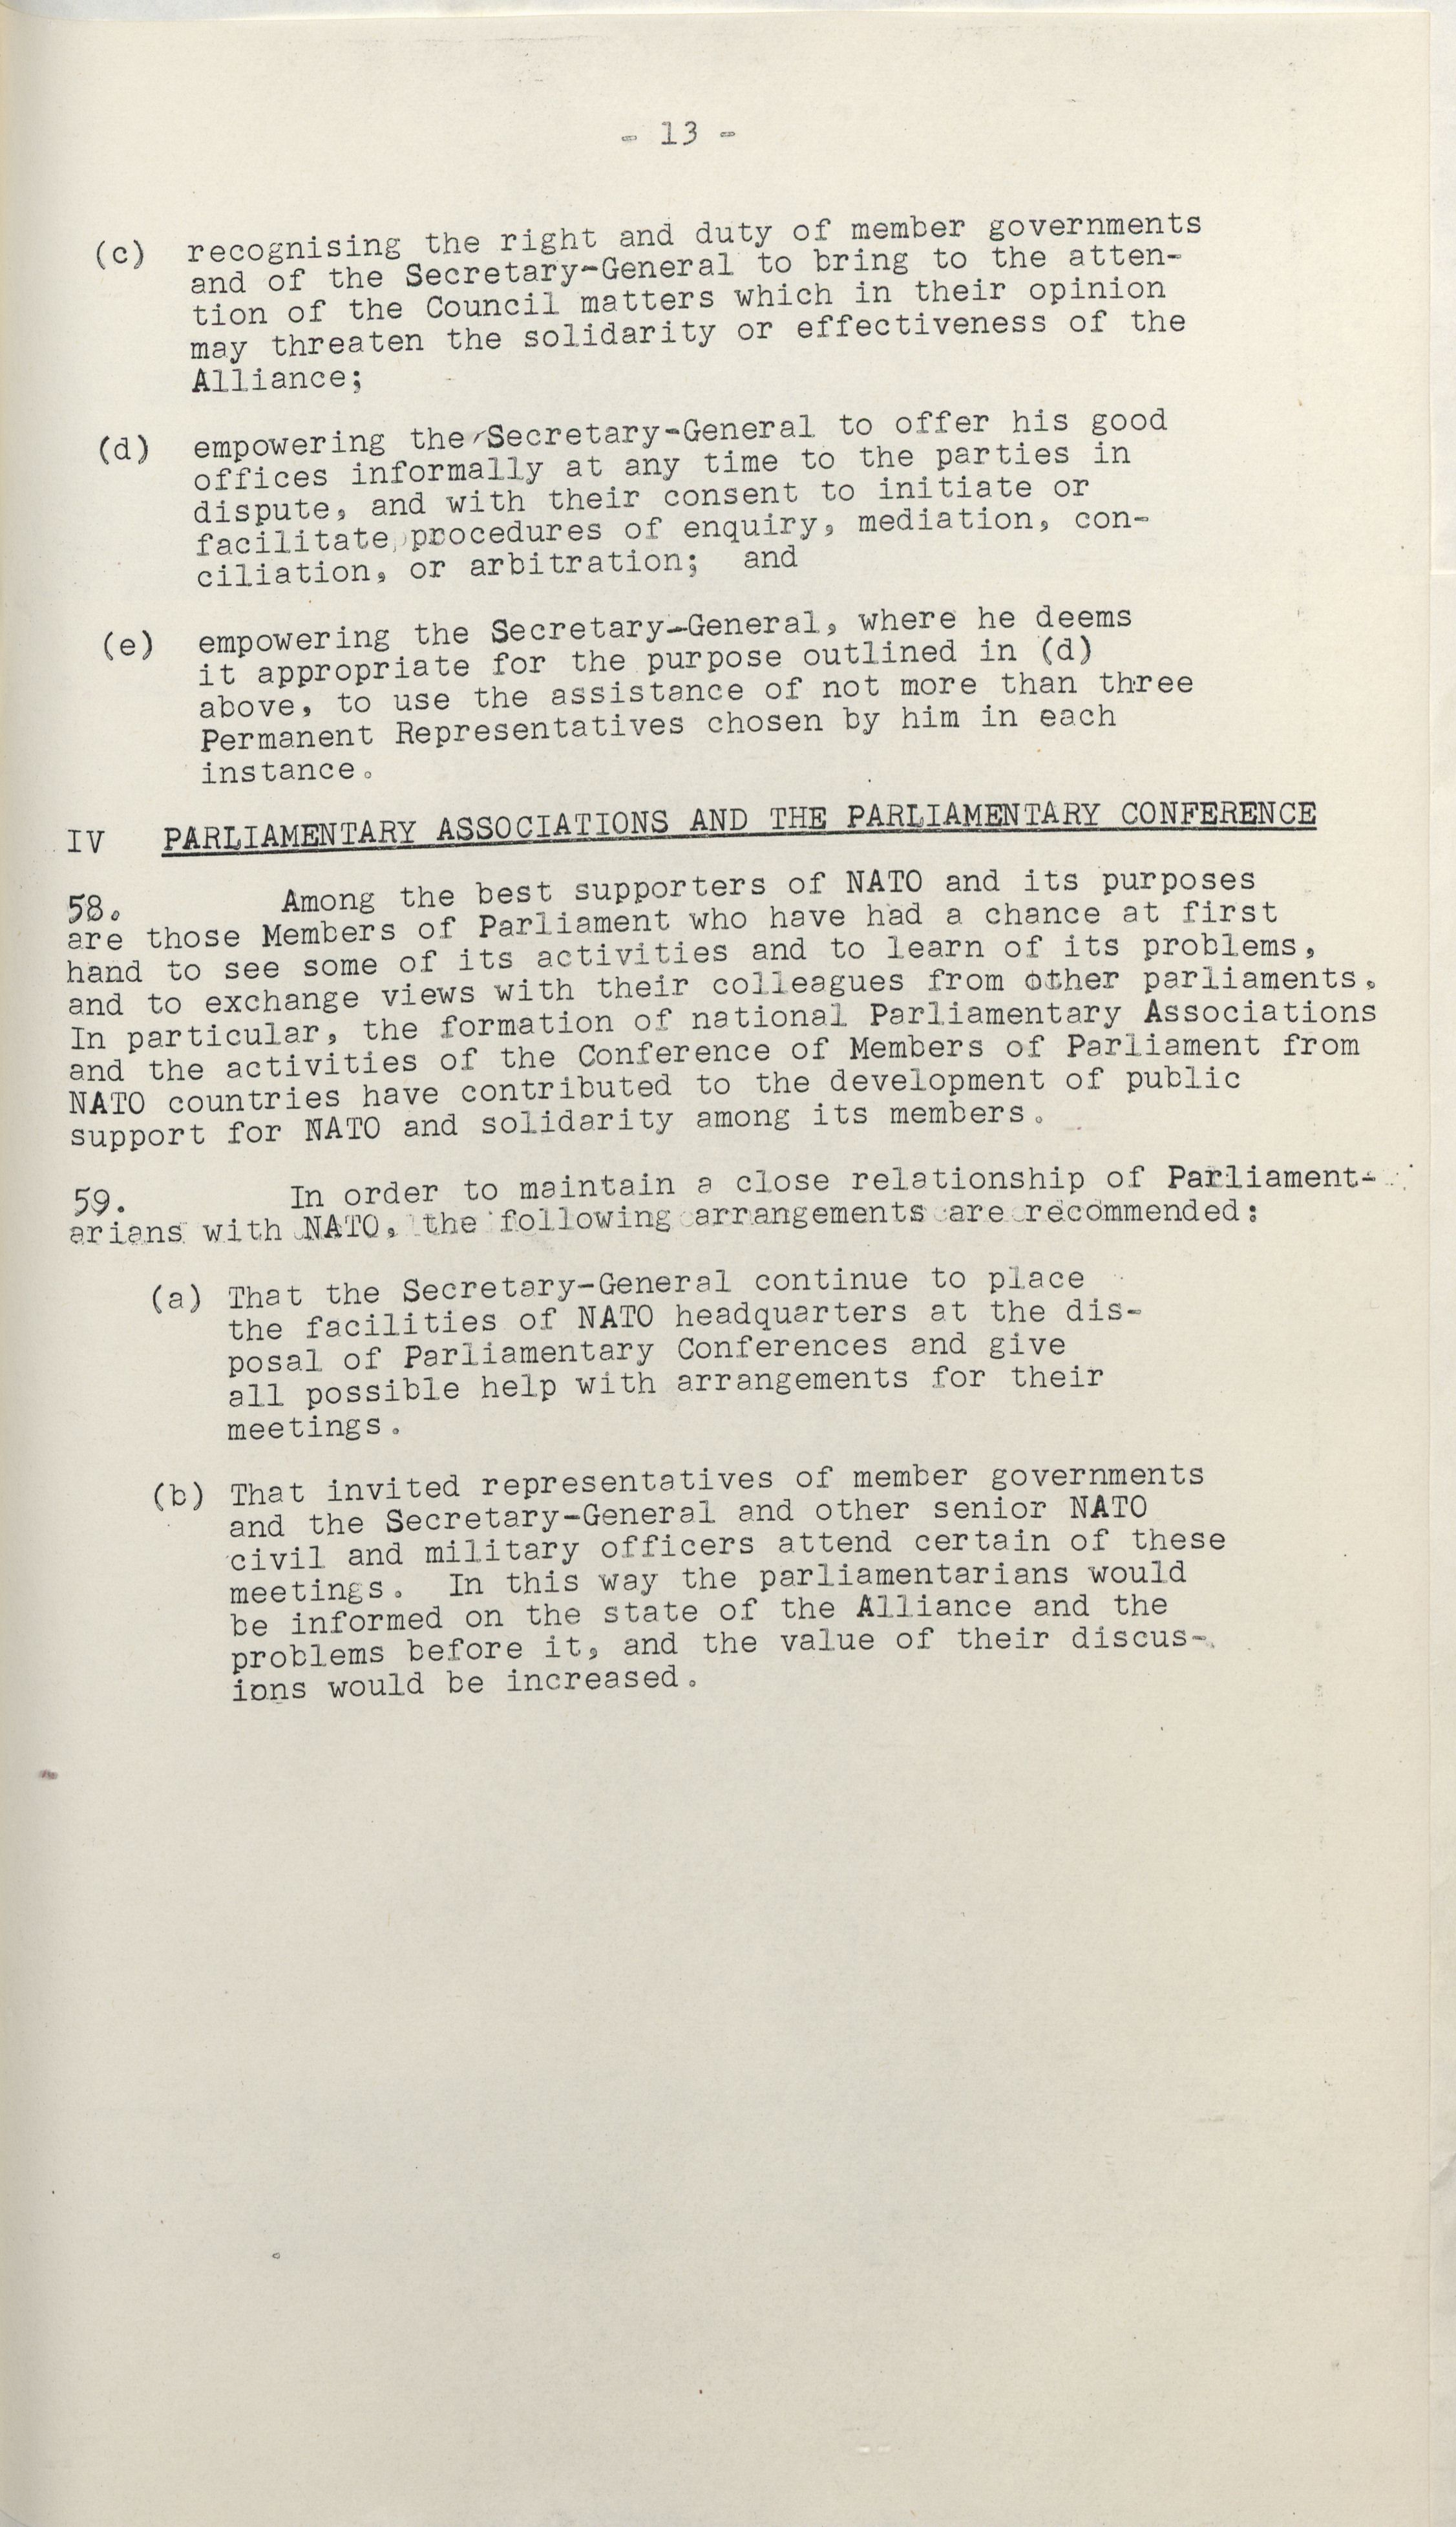 - 13 -
(c) recognising the right and duty of member governments
and of the Secretary-General to bring to the atten-
tion of the Council matters which in their opinion
may threaten the solidarity or effectiveness of the
Alliance;
(d) empowering the Secretary-General to offer his good
offices informally at any time to the parties in
dispute, and with their consent to initiate or
facilitate procedures of enquiry, mediation, con-
ciliation, or arbitration; and
(e) empowering the Secretary-General, where he deems
it appropriate for the purpose outlined in (d)
above, to use the assistance of not more than three
Permanent Representatives chosen by him in each
instance.
IV PARLIAMENTARY ASSOCIATIONS AND THE PARLIAMENTARY CONFERENCE
58. Among the best supporters of NATO and its purposes
are those Members of Parliament who have had a chance at first
hand to see some of its activities and to learn of its problems,
and to exchange views with their colleagues from other parliaments.
In particular, the formation of national Parliamentary Associations
and the activities of the Conference of Members of Parliament from
NATO countries have contributed to the development of public
support for NATO and solidarity among its members.
59. In order to maintain a close relationship of Parliament-
arians with NATO, the following arrangements are recommended:
(a) That the Secretary-General continue to place
the facilities of NATO headquarters at the dis-
posal of Parliamentary Conferences and give
all possible help with arrangements for their
meetings.
(b) That invited representatives of member governments
and the Secretary-General and other senior NATO
civil and military officers attend certain of these
meetings. In this way the parliamentarians would
be informed on the state of the Alliance and the
problems before it, and the value of their discus-
ions would be increased.